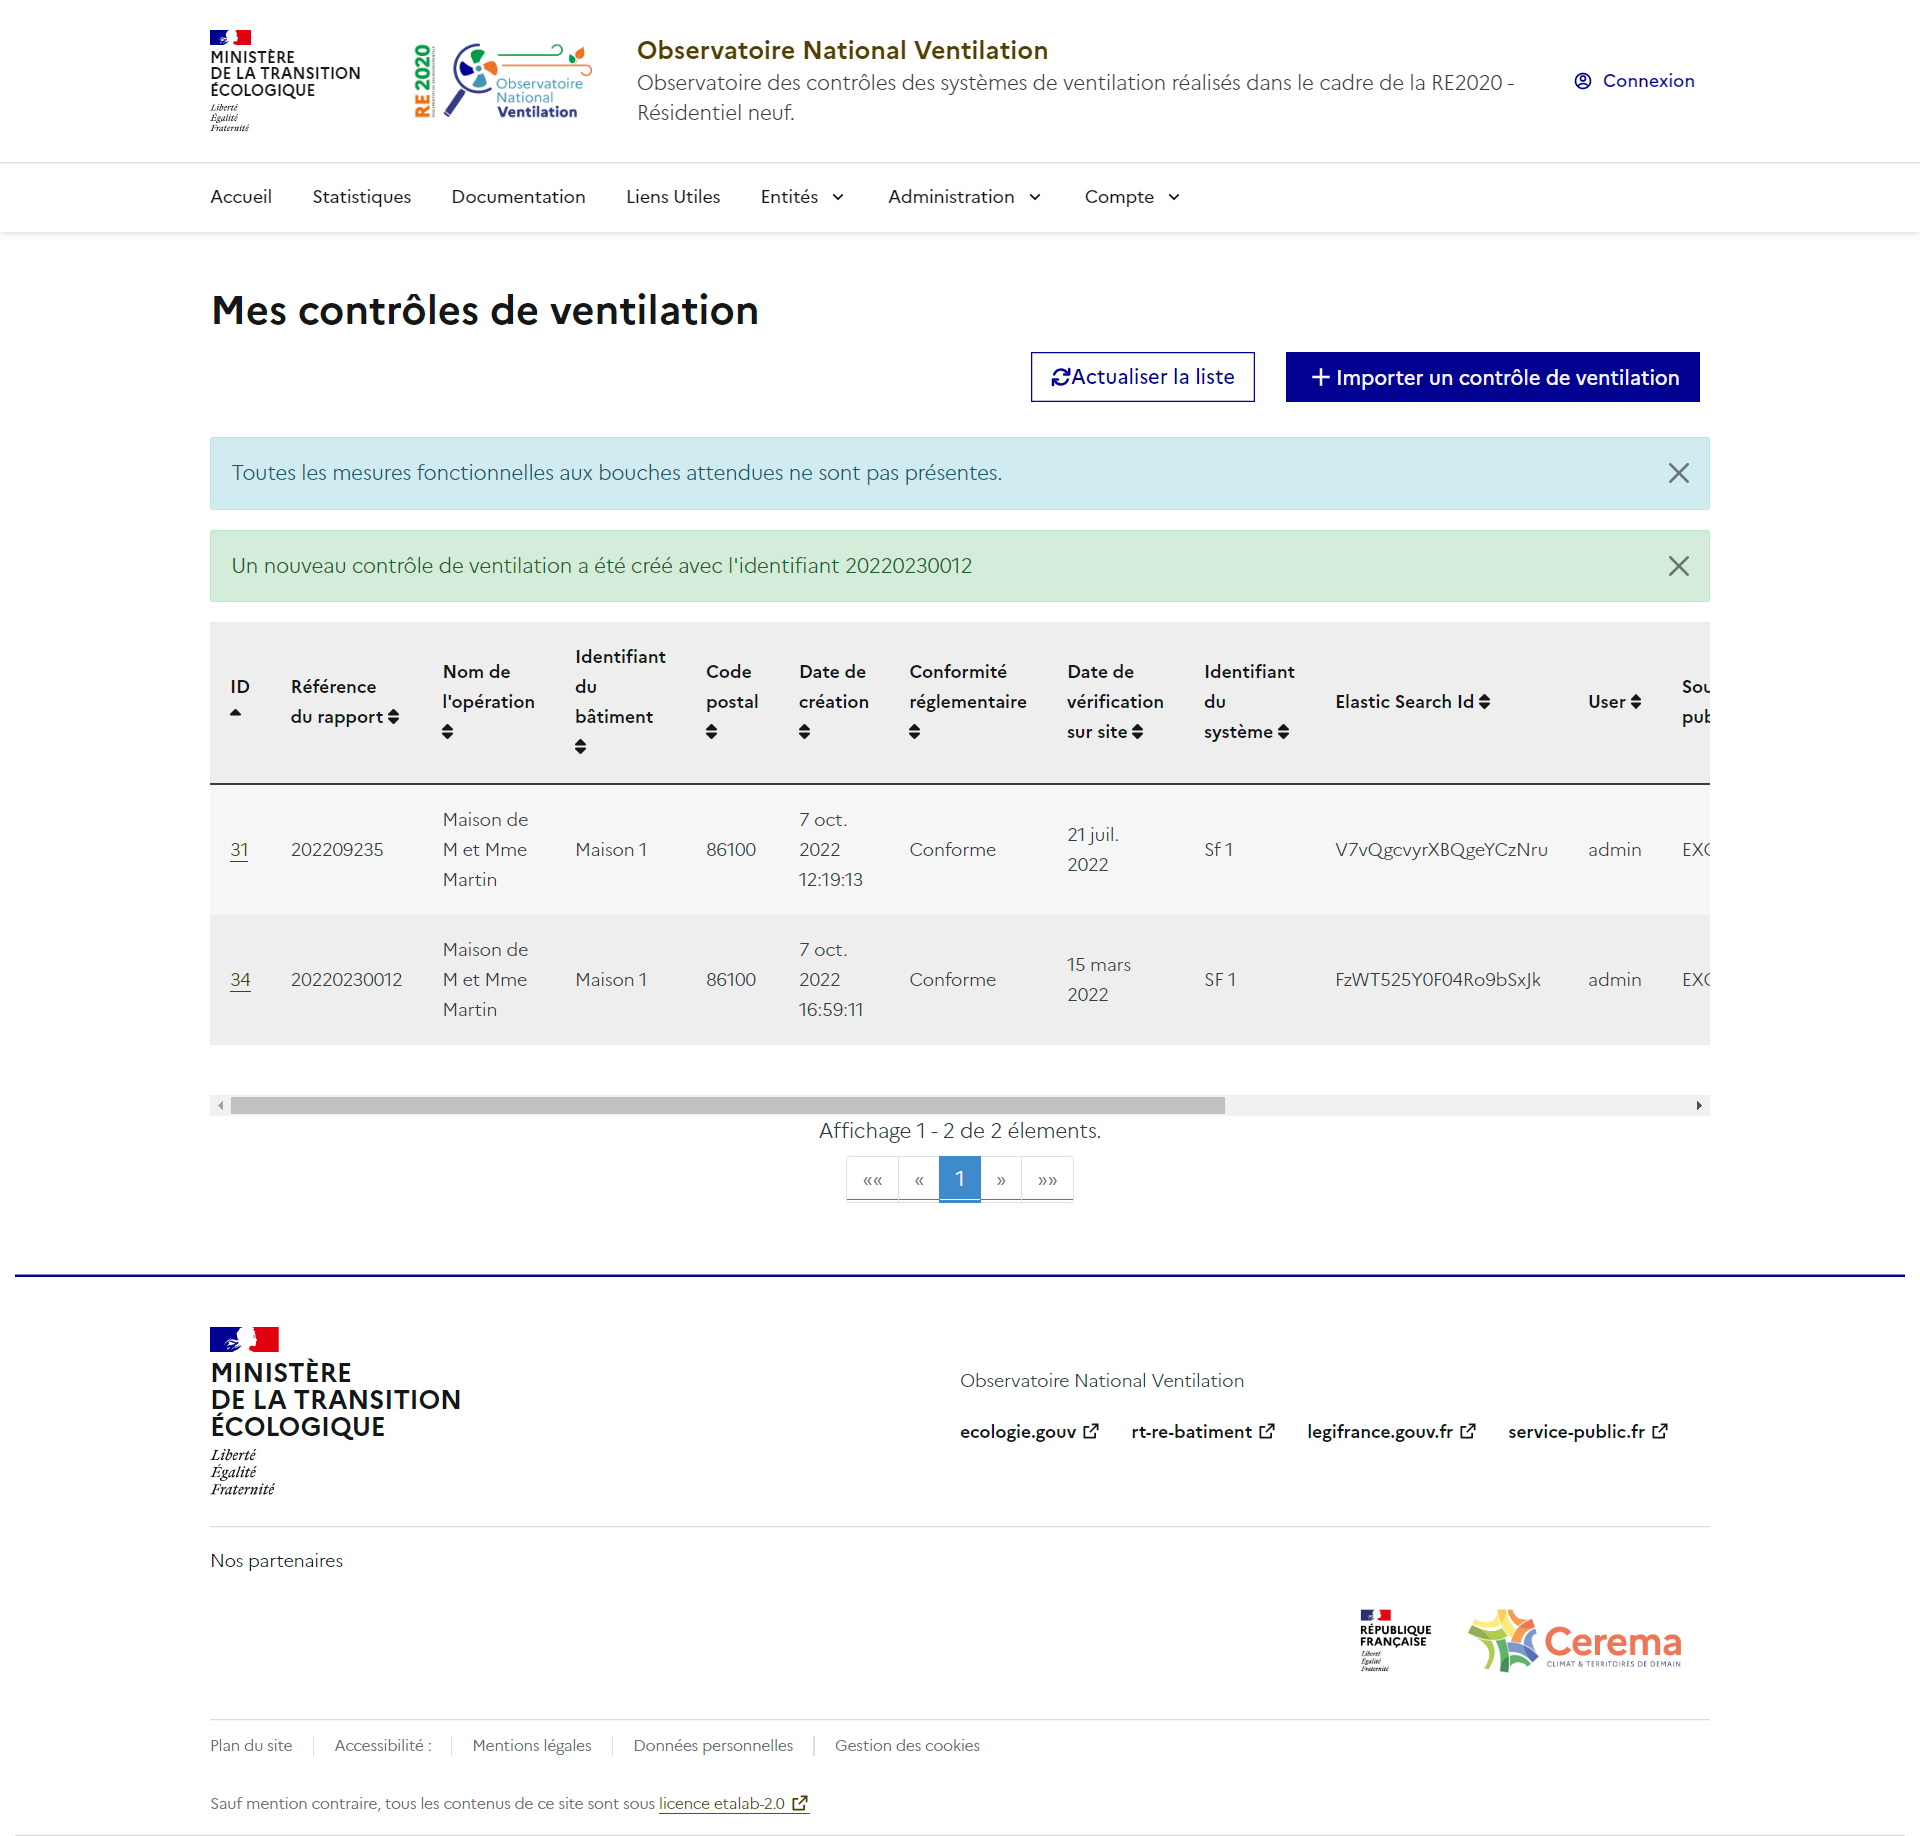 MINISTÈRE
DE LA TRANSITION
ÉCOLOGIQUE
Liberté
Égalité
Fraternité
RE 2020
Observatoire
National
Ventilation
Observatoire National Ventilation
Observatoire des contrôles des systèmes de ventilation réalisés dans le cadre de la RE2020 -
Résidentiel neuf.
Connexion
Accueil Statistiques Documentation Liens Utiles Entités Administration Compte
Mes contrôles de ventilation
Actualiser la liste
+ Importer un contrôle de ventilation
Toutes les mesures fonctionnelles aux bouches attendues ne sont pas présentes.
Un nouveau contrôle de ventilation a été créé avec l'identifiant 20220230012
ID
Référence
du rapport
Nom de
l'opération
Identifiant
du
bâtiment
Code
postal
Date de
création
Conformité
réglementaire
Date de
vérification
sur site
Identifiant
du
système
Elastic Search Id
User
Sou
pub
31
202209235
Maison de
M et Mme
Martin
Maison 1
86100
7 oct.
2022
12:19:13
Conforme
21 juil.
2022
Sf 1
V7vQgcvyrXBQgeYCzNru
admin
EXC
34
20220230012
Maison de
M et Mme
Martin
Maison 1
86100
7 oct.
2022
16:59:11
Conforme
15 mars
2022
SF 1
FzWT525Y0F04Ro9bSxJk
admin
EXC
Affichage 1 - 2 de 2 élements.
«« « 1 » »»
MINISTÈRE
DE LA TRANSITION
ÉCOLOGIQUE
Liberté
Égalité
Fraternité
Observatoire National Ventilation
ecologie.gouv rt-re-batiment legifrance.gouv.fr service-public.fr
Nos partenaires
RÉPUBLIQUE
FRANÇAISE
Liberté
Égalité
Fraternité
Cerema
CLIMAT & TERRITOIRES DE DEMAIN
Plan du site Accessibilité : Mentions légales Données personnelles Gestion des cookies
Sauf mention contraire, tous les contenus de ce site sont sous licence etalab-2.0